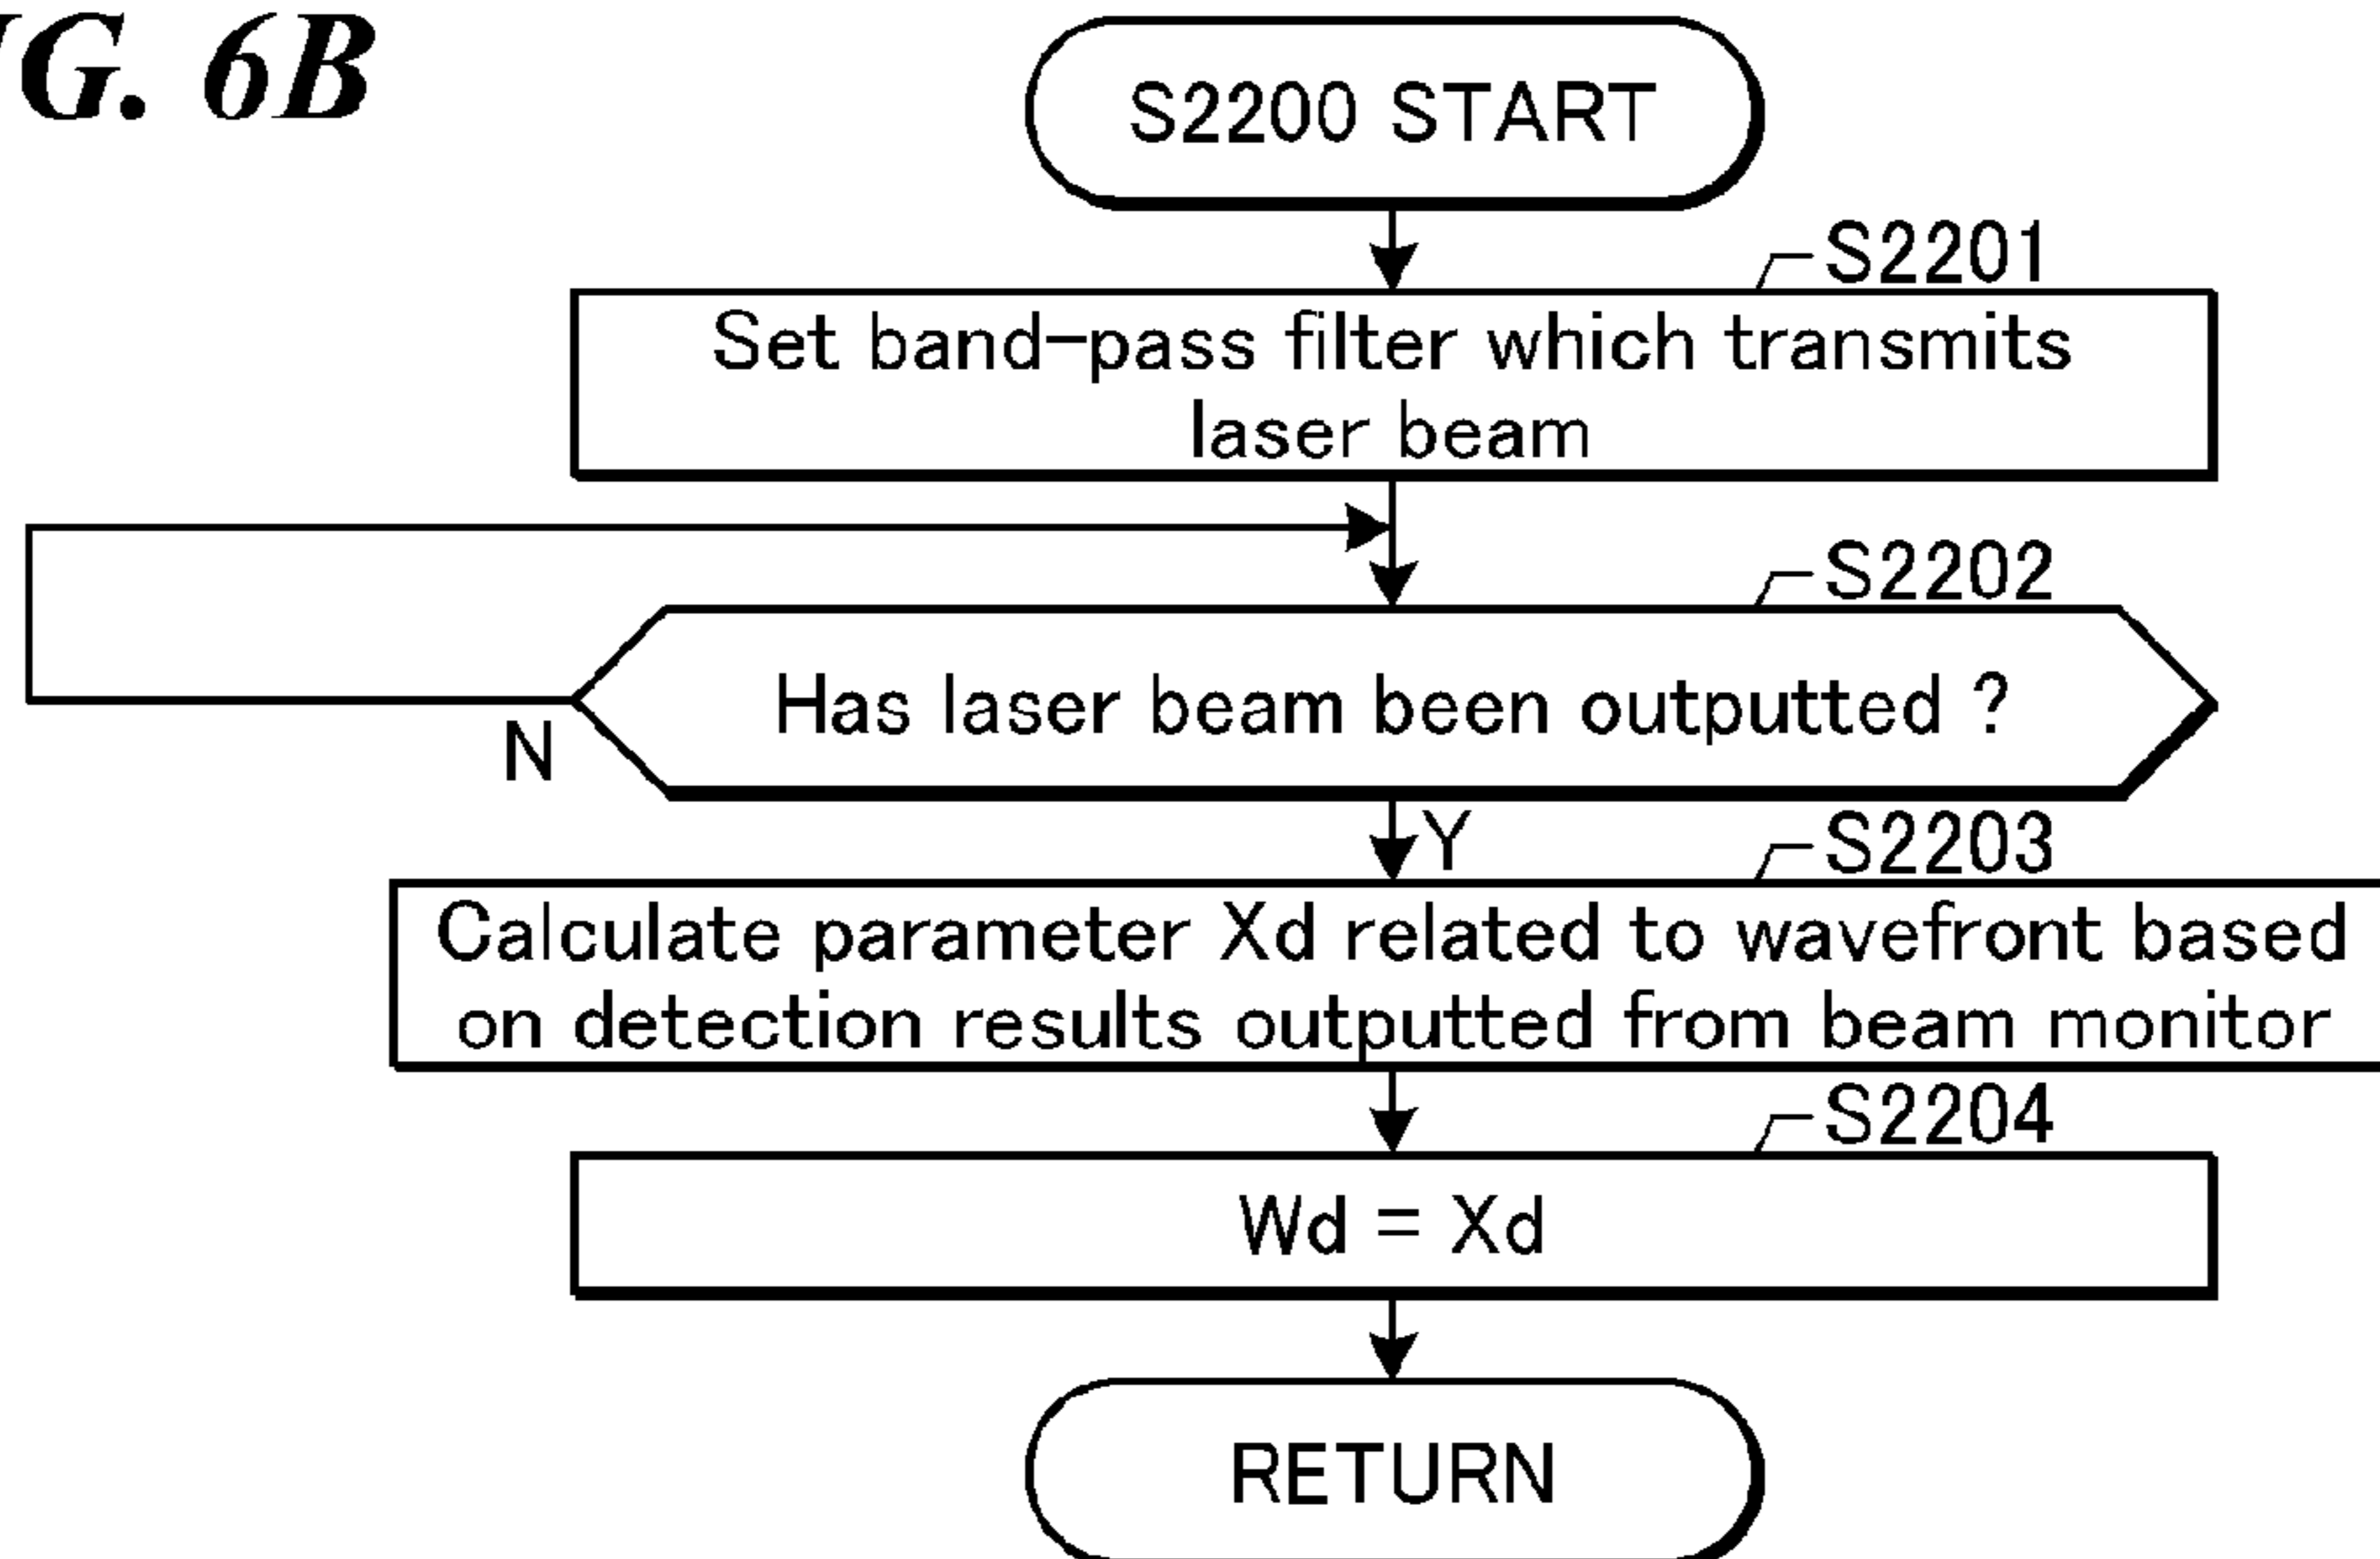 G. 6B
S2200 START
S2201
Set band-pass filter which transmits
laser beam
S2202
Has laser beam been outputted ?
N
Y
S2203
Calculate parameter Xd related to wavefront based
on detection results outputted from beam monitor
S2204
Wd = Xd
RETURN